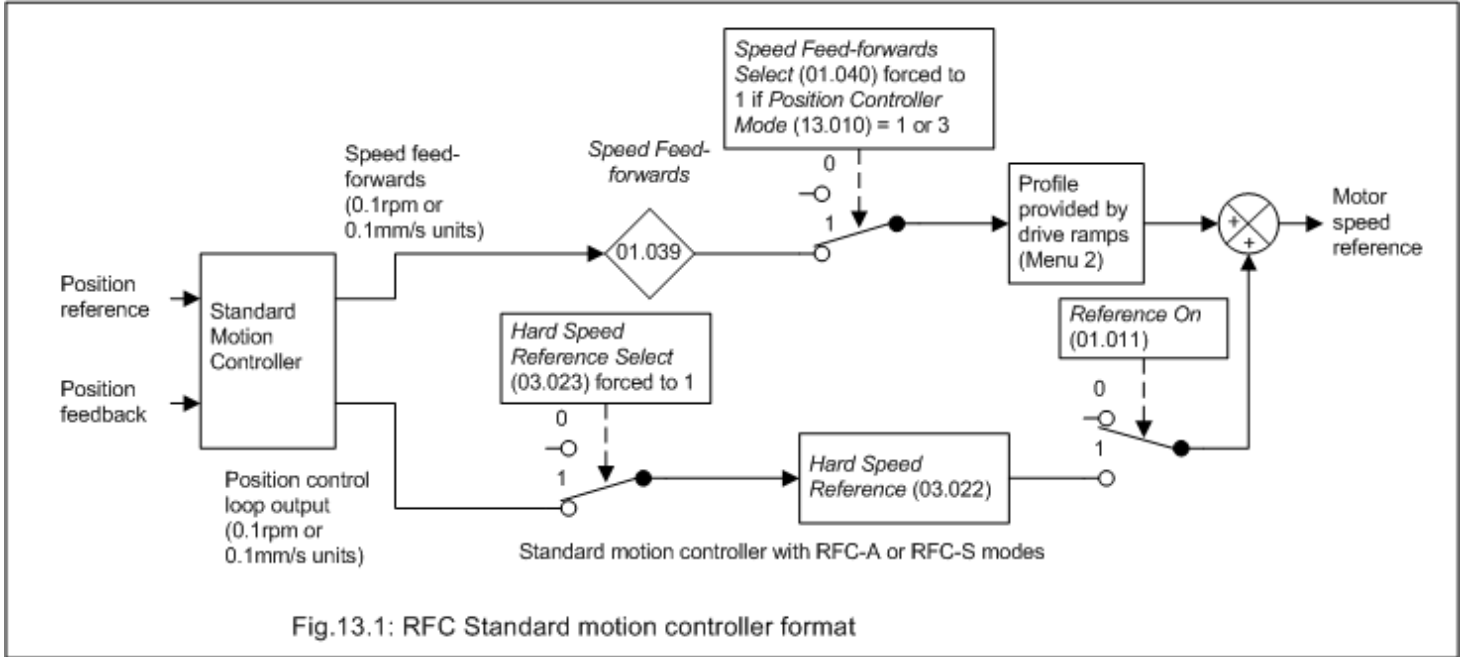 Speed Feed-forwards
Select (01.040) forced to
1 if Position Controller
Mode (13.010) = 1 or 3
Speed feed-
forwards
(0.1rpm or
0.1mm/s units)
Speed Feed-
forwards
0
1
01.039
Profile
provided by
drive ramps
(Menu 2)
+
+
Motor
speed
reference
Position
reference
Position
feedback
Standard
Motion
Controller
Hard Speed
Reference Select
(03.023) forced to 1
0
1
Reference On
(01.011)
0
1
Hard Speed
Reference (03.022)
Position control
loop output
(0.1rpm or
0.1mm/s units)
Standard motion controller with RFC-A or RFC-S modes
Fig.13.1: RFC Standard motion controller format